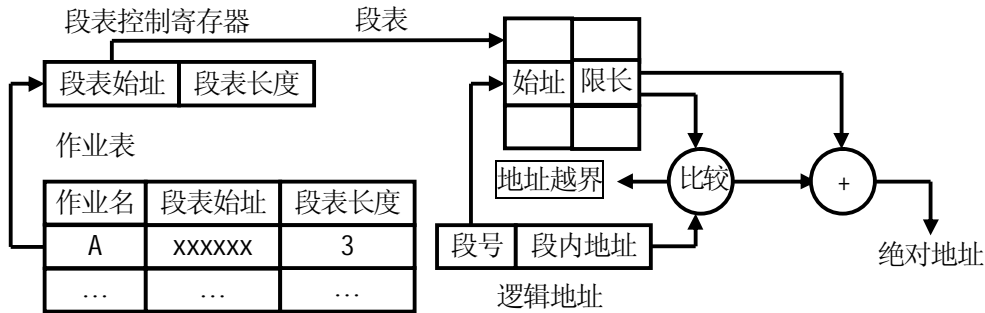 段表控制寄存器 段表
段表始址 段表长度
始址 限长
作业表
地址越界 比较 +
作业名 段表始址 段表长度
A xxxxxx 3
… … …
段号 段内地址
绝对地址
逻辑地址